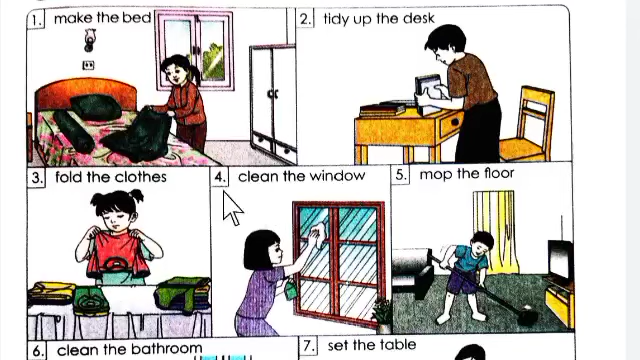 1. make the bed
2. tidy up the desk
3. fold the clothes
4. clean the window
5. mop the floor
6. clean the bathroom
7. set the table